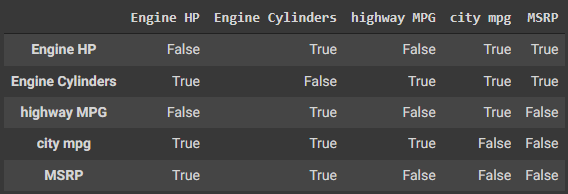 Engine HP Engine Cylinders highway MPG city mpg MSRP
Engine HP False True False True True
Engine Cylinders True False True True True
highway MPG False True False True False
city mpg True True True False False
MSRP True True False False False